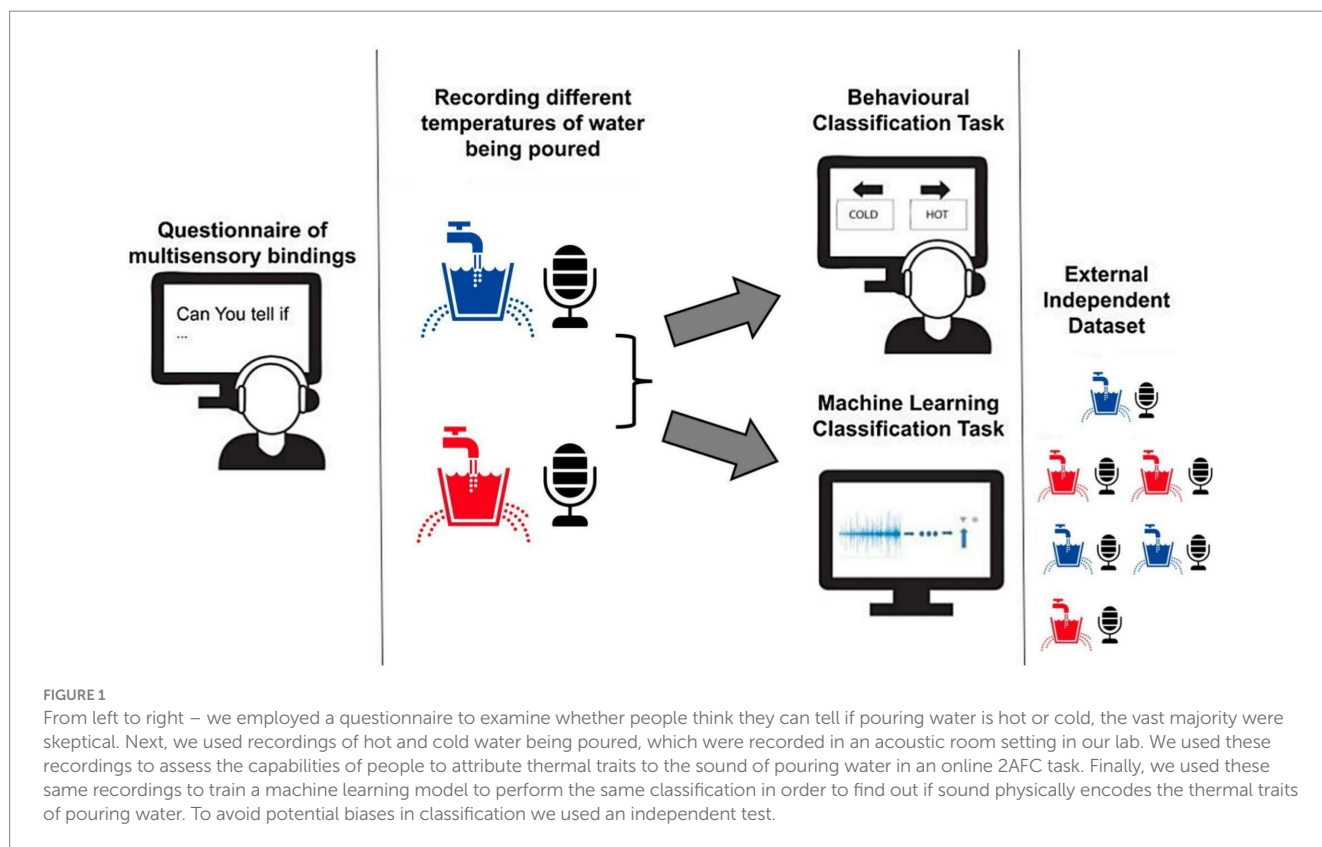 Questionnaire of
multisensory bindings
Can You tell if
...
Recording different
temperatures of water
being poured
Behavioural
Classification Task
COLD
HOT
Machine Learning
Classification Task
External
Independent
Dataset
FIGURE 1
From left to right – we employed a questionnaire to examine whether people think they can tell if pouring water is hot or cold, the vast majority were
skeptical. Next, we used recordings of hot and cold water being poured, which were recorded in an acoustic room setting in our lab. We used these
recordings to assess the capabilities of people to attribute thermal traits to the sound of pouring water in an online 2AFC task. Finally, we used these
same recordings to train a machine learning model to perform the same classification in order to find out if sound physically encodes the thermal traits
of pouring water. To avoid potential biases in classification we used an independent test.